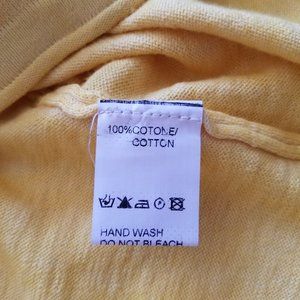 100%COTONE/
COTTON
HAND WASH
DO NOT BLEACH